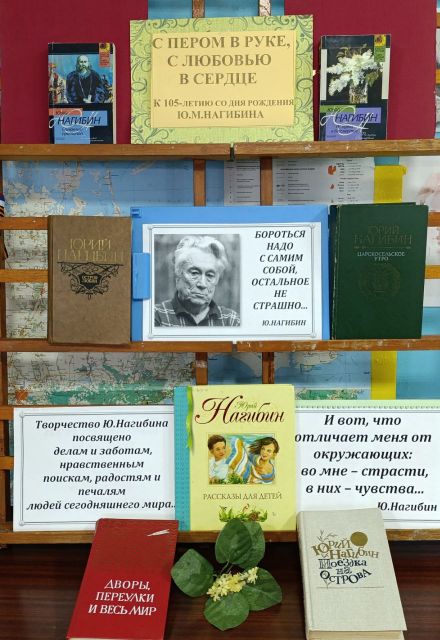 С ПЕРОМ В РУКЕ,
С ЛЮБОВЬЮ
В СЕРДЦЕ
К 105-ЛЕТИЮ СО ДНЯ РОЖДЕНИЯ
Ю.М.НАГИБИНА
ЮРИЙ
НАГИБИН
ЮРИЙ
НАГИБИН
ЮРИЙ
НАГИБИН
БОРОТЬСЯ
НАДО
С САМИМ
СОБОЙ,
ОСТАЛЬНОЕ
НЕ
СТРАШНО...
Ю.НАГИБИН
ЮРИЙ
НАГИБИН
ЦАРСКОСЕЛЬСКОЕ
УТРО
Творчество Ю.Нагибина
посвящено
делам и заботам,
нравственным
поискам, радостям и
печалям
людей сегодняшнего мира...
Юрий
Нагибин
РАССКАЗЫ ДЛЯ ДЕТЕЙ
И вот, что
отличает меня от
окружающих:
во мне – страсти,
в них – чувства...
Ю.Нагибин
ДВОРЫ,
ПЕРЕУЛКИ
И ВЕСЬ МИР
ЮРИЙ
НАГИБИН
ПОЕЗДКА
НА
ОСТРОВА